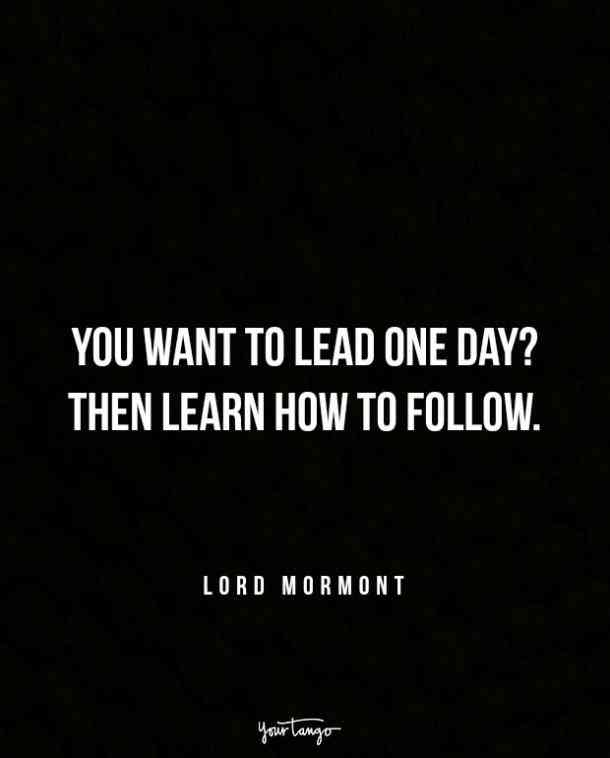 YOU WANT TO LEAD ONE DAY?
THEN LEARN HOW TO FOLLOW.
LORD MORMONT
YourTango